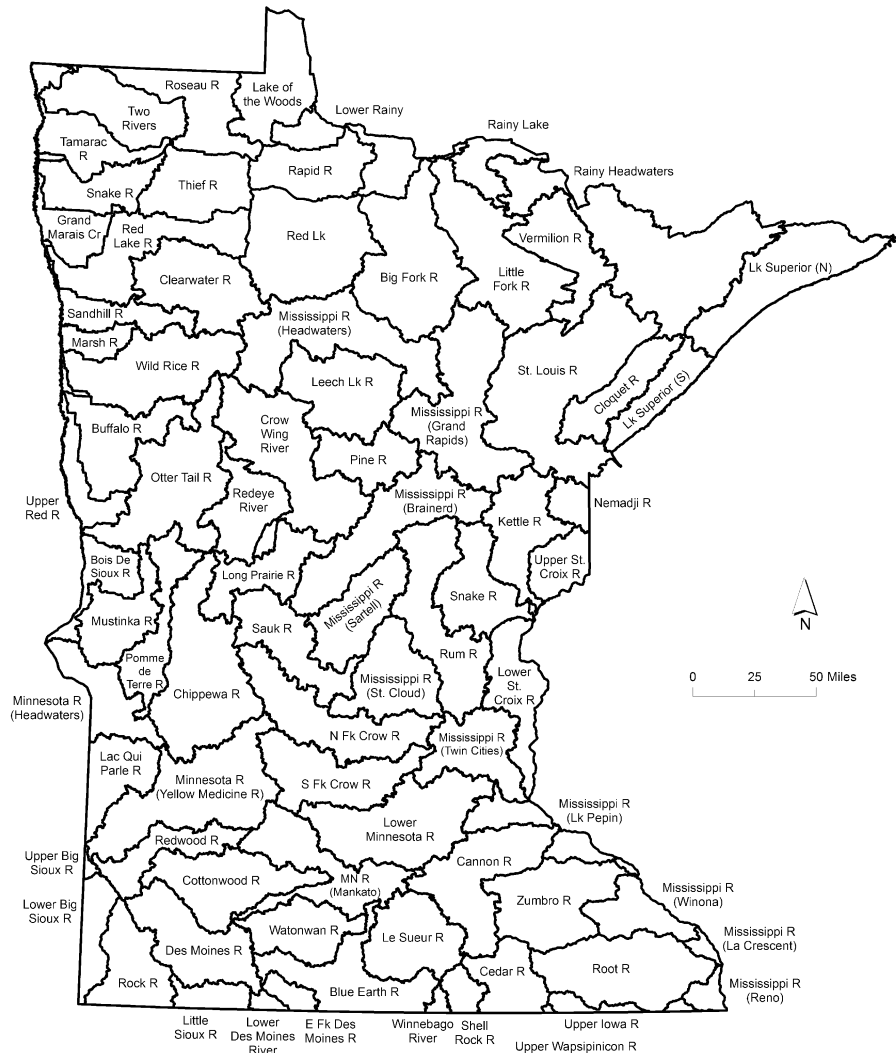 Roseau R
Lake of
the Woods
Two
Rivers
Lower Rainy
Rainy Lake
Tamarac
R
Rapid R
Rainy Headwaters
Thief R
Snake R
Grand
Marais Cr
Red
Lake R
Red Lk
Vermilion R
Big Fork R
Little
Fork R
Lk Superior (N)
Clearwater R
Sandhill R
Mississippi R
(Headwaters)
Marsh R
Wild Rice R
St. Louis R
Leech Lk R
Cloquet R
Lk Superior (S)
Mississippi R
(Grand
Rapids)
Buffalo R
Crow
Wing
River
Pine R
Otter Tail R
Redeye
River
Mississippi R
(Brainerd)
Nemadji R
Upper
Red R
Kettle R
Bois De
Sioux R
Long Prairie R
Upper St.
Croix R
Mississippi R
(Sartell)
Snake R
Mustinka R
Sauk R
N
Pomme
de
Terre R
Rum R
Lower
St.
Croix R
Mississippi R
(St. Cloud)
Chippewa R
0 25 50 Miles
Minnesota R
(Headwaters)
N Fk Crow R
Mississippi R
(Twin Cities)
Lac Qui
Parle R
Minnesota R
(Yellow Medicine R)
S Fk Crow R
Mississippi R
(Lk Pepin)
Lower
Minnesota R
Redwood R
Cannon R
Upper Big
Sioux R
Cottonwood R
MN R
(Mankato)
Mississippi R
(Winona)
Zumbro R
Lower Big
Sioux R
Watonwan R
Le Sueur R
Mississippi R
(La Crescent)
Des Moines R
Cedar R
Root R
Rock R
Blue Earth R
Mississippi R
(Reno)
Little
Sioux R
Lower
Des Moines
River
E Fk Des
Moines R
Winnebago
River
Shell
Rock R
Upper Iowa R
Upper Wapsipinicon R